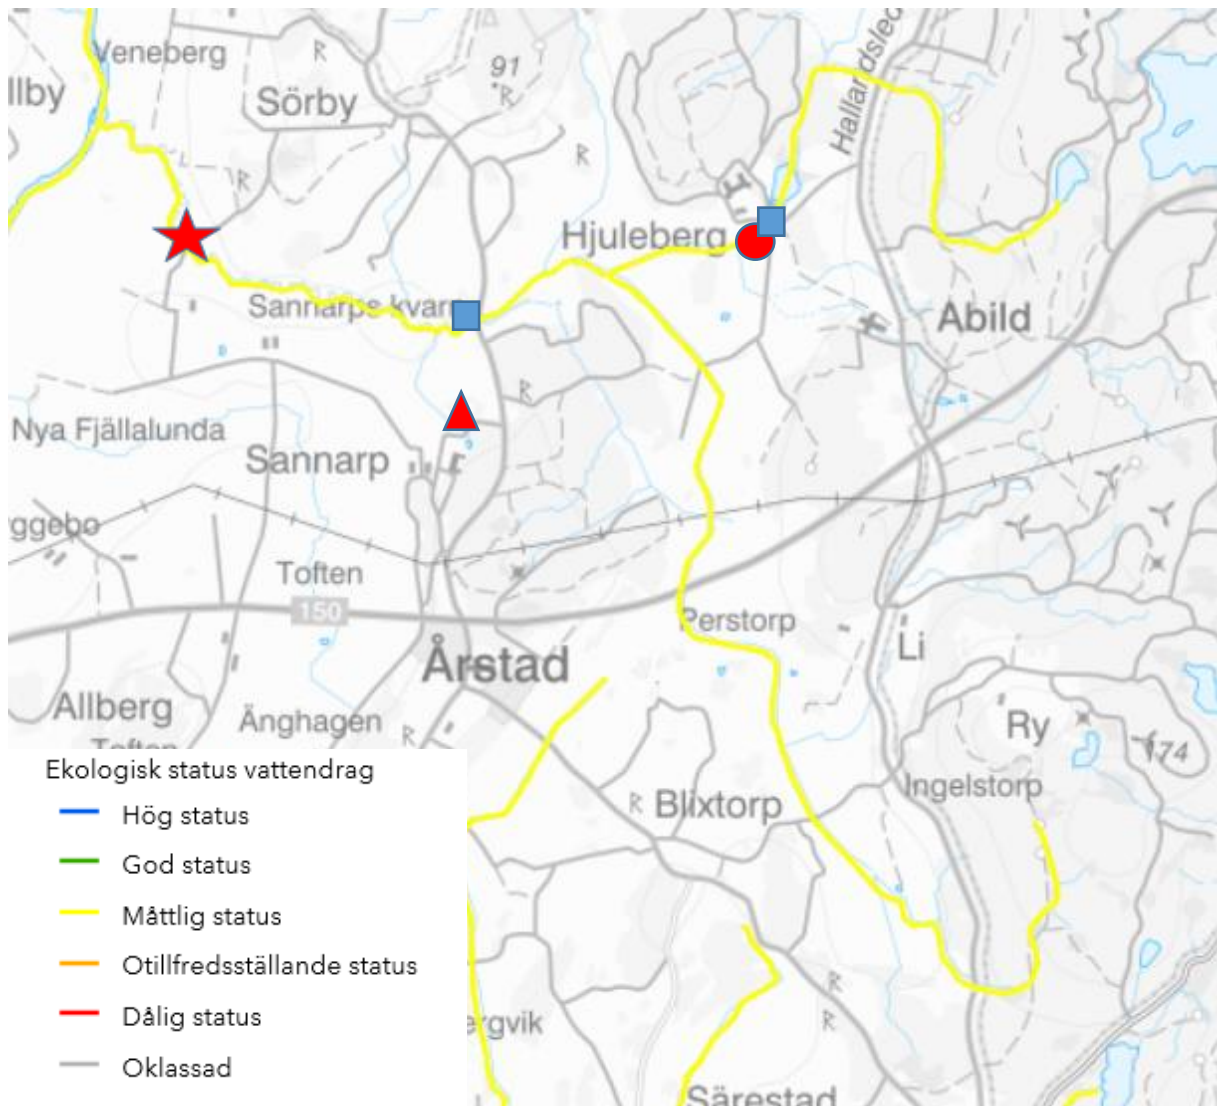 Veneberg
llby
Sörby
91
R
R
R
R
Hallandsled
Hjuleberg
Sannarps kvarn
Abild
R
Nya Fjällalunda
Sannarp
ggebo
Toften
150
Perstorp
Årstad
Li
Allberg
Änghagen
R
Ry
174
Toften
Ingelstorp
Blixtorp
R
Ekologisk status vattendrag
Hög status
God status
Måttlig status
Otillfredsställande status
Dålig status
Oklassad
R
R
ergvik
Särestad